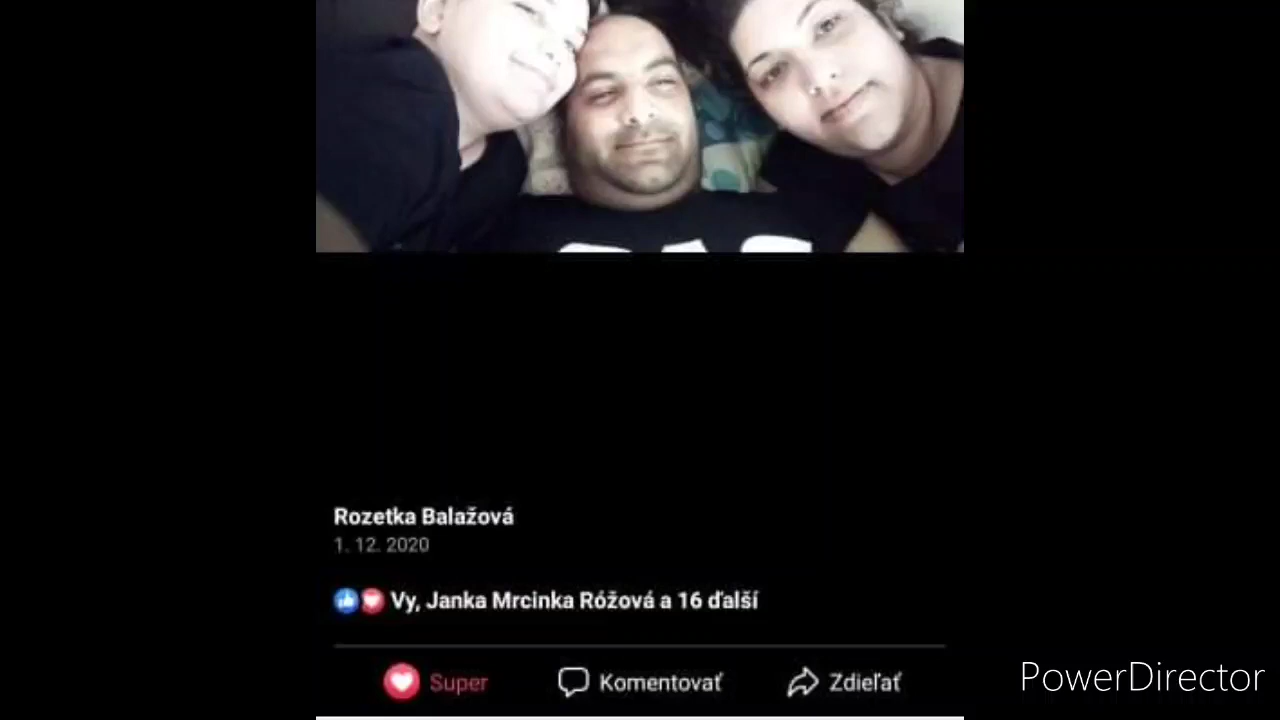 Rozetka Balažová
1. 12. 2020
Vy, Janka Mrcinka Róžová a 16 ďalší
Super
Komentovať
Zdieľať
PowerDirector